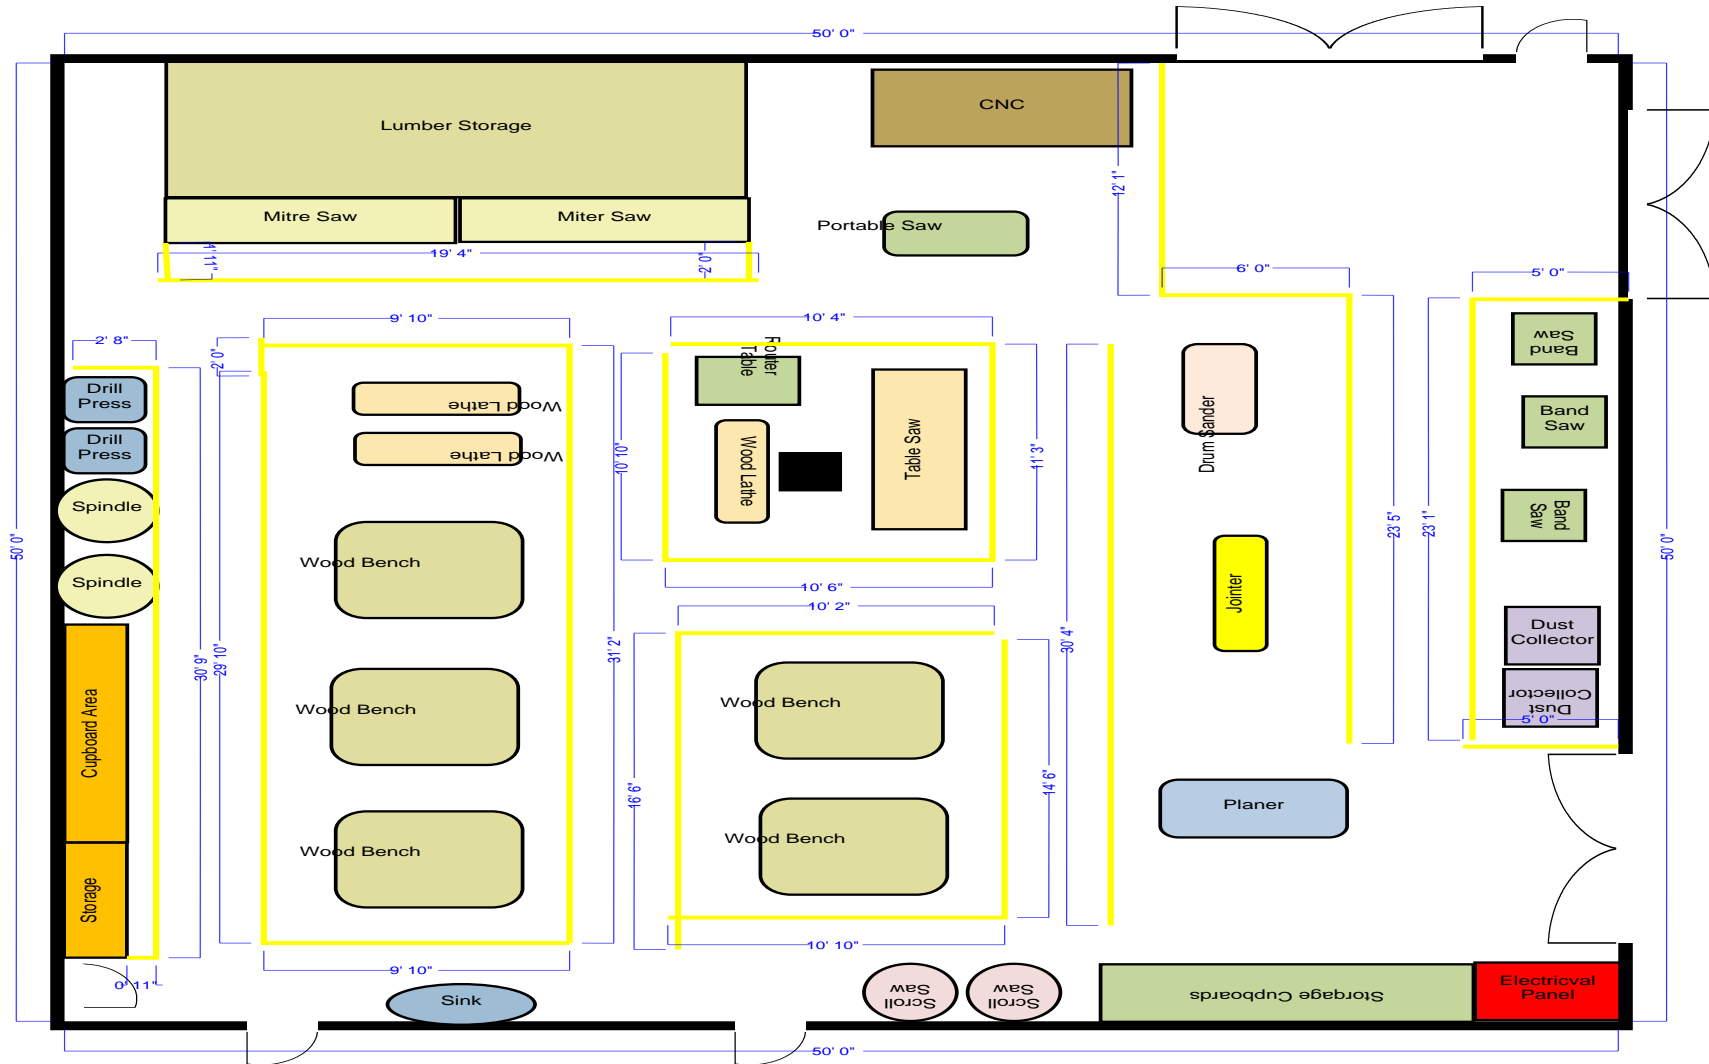 50' 0"
CNC
Lumber Storage
12' 1"
Mitre Saw
Miter Saw
Portable Saw
1' 11"
19' 4"
2' 0"
6' 0"
5' 0"
9' 10"
10' 4"
2' 8"
2' 0"
Router
Table
Band
Saw
Drill
Press
Wood Lathe
Band
Saw
Drill
Press
Wood Lathe
10' 10"
Wood Lathe
Table Saw
11' 3"
Drum Sander
Spindle
Band
Saw
23' 5"
23' 1"
50' 0"
50' 0"
Wood Bench
Spindle
10' 6"
Jointer
10' 2"
Dust
Collector
30' 9"
29' 10"
31' 2"
30' 4"
Cupboard Area
Wood Bench
Wood Bench
Dust
Collector
5' 0"
16' 6"
14' 6"
Planer
Wood Bench
Wood Bench
Storage
10' 10"
9' 10"
0' 11"
Sink
Scroll
Saw
Scroll
Saw
Storgage Cupboards
Electricval
Panel
50' 0"